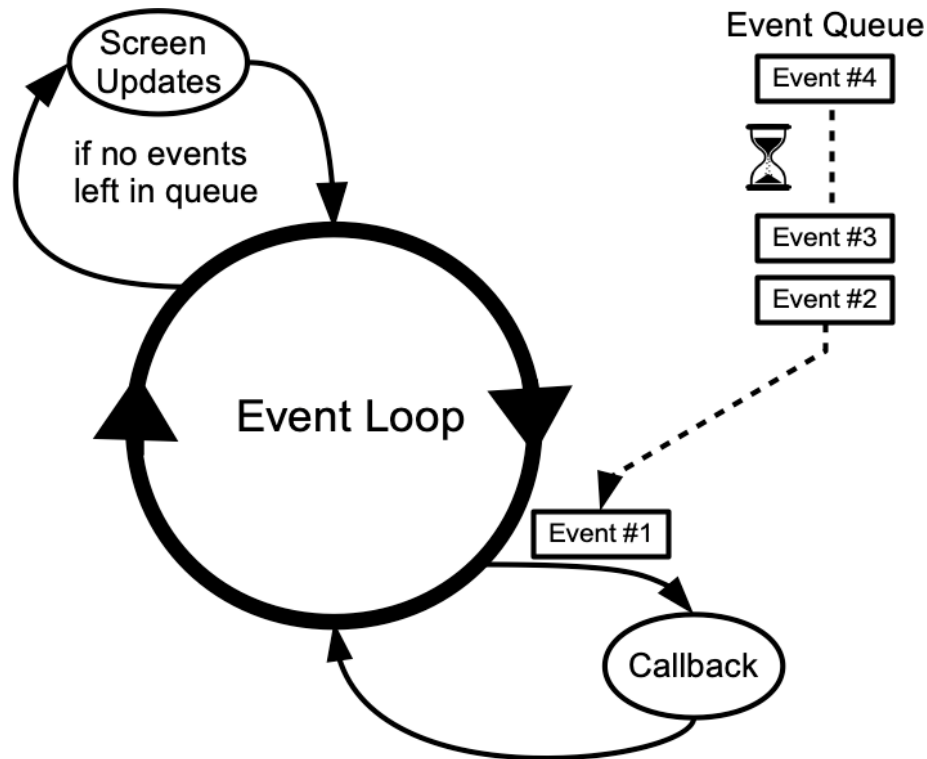 Screen
Updates
if no events
left in queue
Event Queue
Event #4
Event #3
Event #2
Event Loop
Event #1
Callback